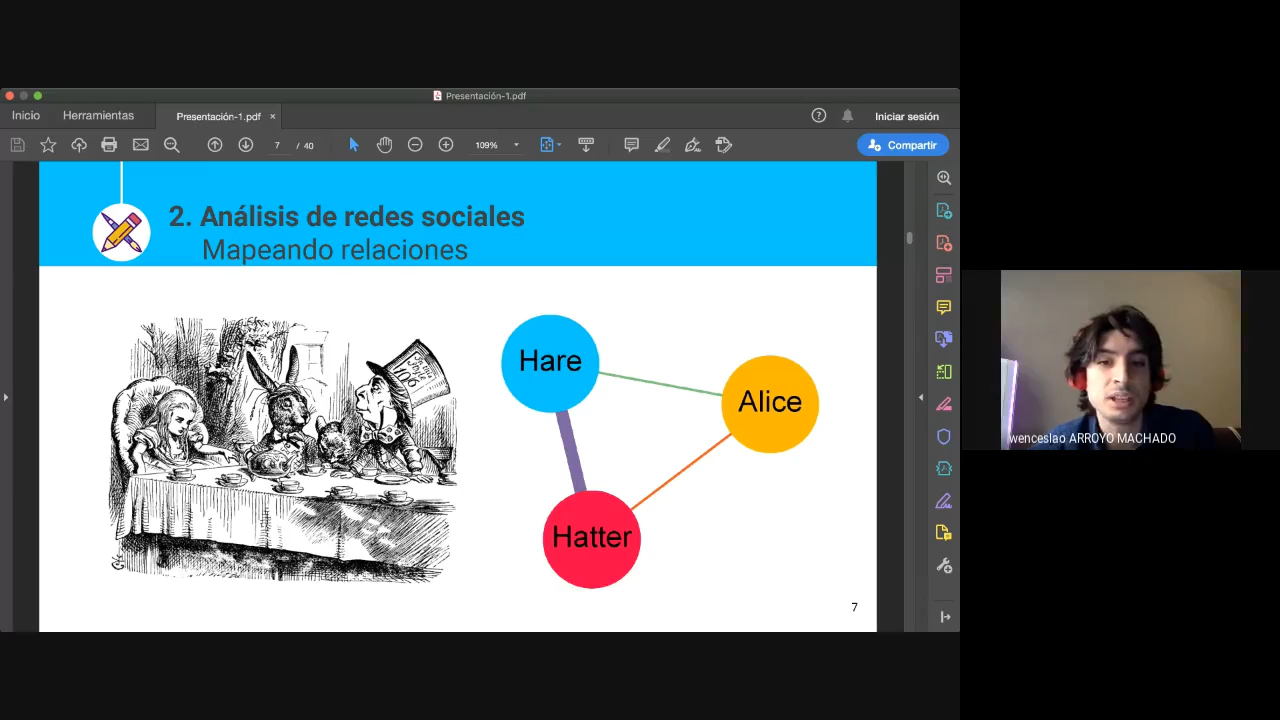 Presentación-1.pdf
Inicio
Herramientas
Presentación-1.pdf ×
Iniciar sesión
7 / 40
109%
Compartir
2. Análisis de redes sociales
Mapeando relaciones
Hare
Alice
Hatter
7
wenceslao ARROYO MACHADO